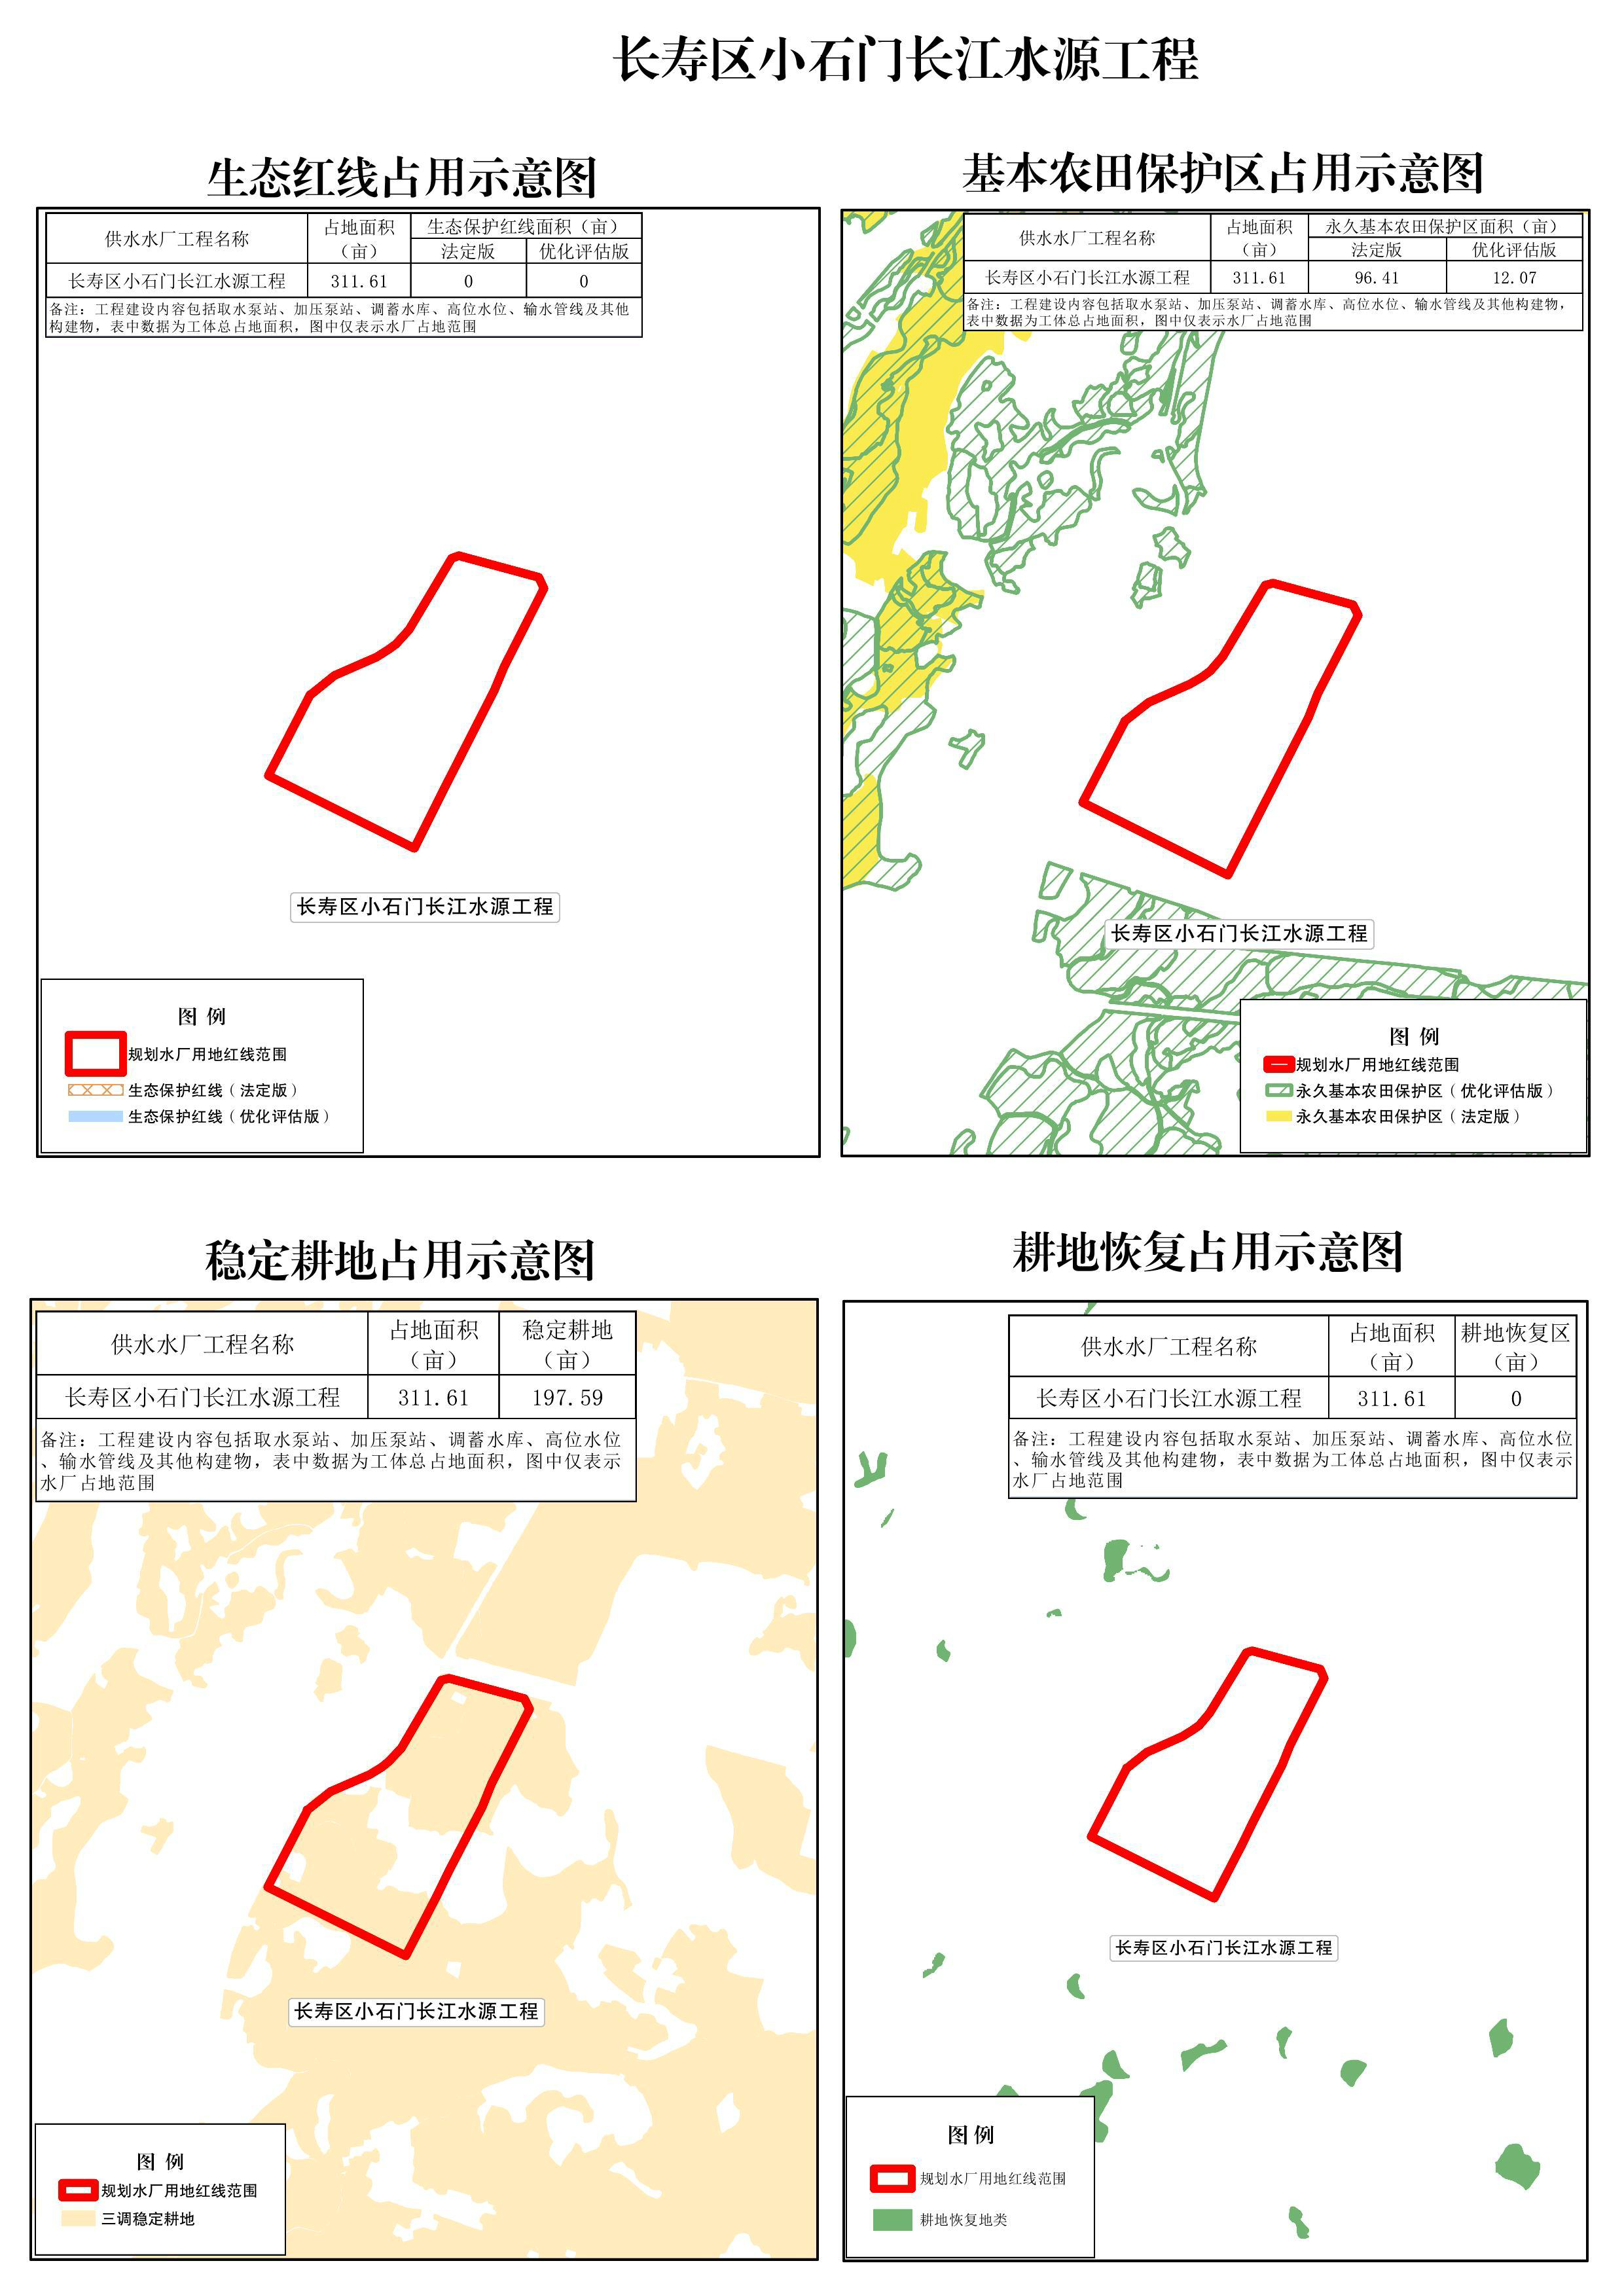 长寿区小石门长江水源工程
生态红线占用示意图
供水水厂工程名称
占地面积
（亩）
生态保护红线面积（亩）
法定版
优化评估版
长寿区小石门长江水源工程
311.61
0
0
备注：工程建设内容包括取水泵站、加压泵站、调蓄水库、高位水位、输水管线及其他
构建物，表中数据为工体总占地面积，图中仅表示水厂占地范围
长寿区小石门长江水源工程
图 例
规划水厂用地红线范围
生态保护红线（法定版）
生态保护红线（优化评估版）
基本农田保护区占用示意图
供水水厂工程名称
占地面积
（亩）
永久基本农田保护区面积（亩）
法定版
优化评估版
长寿区小石门长江水源工程
311.61
96.41
12.07
备注：工程建设内容包括取水泵站、加压泵站、调蓄水库、高位水位、输水管线及其他构建物，
表中数据为工体总占地面积，图中仅表示水厂占地范围
长寿区小石门长江水源工程
图 例
规划水厂用地红线范围
永久基本农田保护区（优化评估版）
永久基本农田保护区（法定版）
稳定耕地占用示意图
供水水厂工程名称
占地面积
（亩）
稳定耕地
（亩）
长寿区小石门长江水源工程
311.61
197.59
备注：工程建设内容包括取水泵站、加压泵站、调蓄水库、高位水位
、输水管线及其他构建物，表中数据为工体总占地面积，图中仅表示
水厂占地范围
长寿区小石门长江水源工程
图 例
规划水厂用地红线范围
三调稳定耕地
耕地恢复占用示意图
供水水厂工程名称
占地面积
（亩）
耕地恢复区
（亩）
长寿区小石门长江水源工程
311.61
0
备注：工程建设内容包括取水泵站、加压泵站、调蓄水库、高位水位
、输水管线及其他构建物，表中数据为工体总占地面积，图中仅表示
水厂占地范围
长寿区小石门长江水源工程
图 例
规划水厂用地红线范围
耕地恢复地类